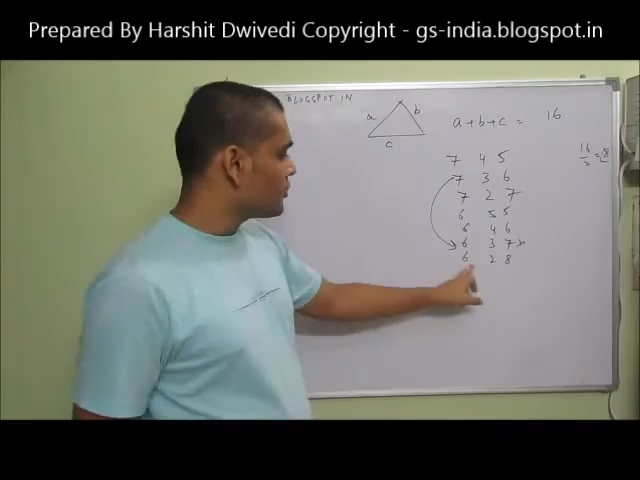 Prepared By Harshit Dwivedi Copyright - gs-india.blogspot.in
BLOGSPOT IN
a b
c
a + b + c = 16
16/2 = 8
7 4 5
7 3 6
7 2 7
6 5 5
6 4 6
6 3 7 x
6 2 8